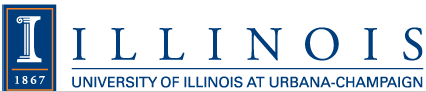 I
1867
ILLINOIS
UNIVERSITY OF ILLINOIS AT URBANA-CHAMPAIGN